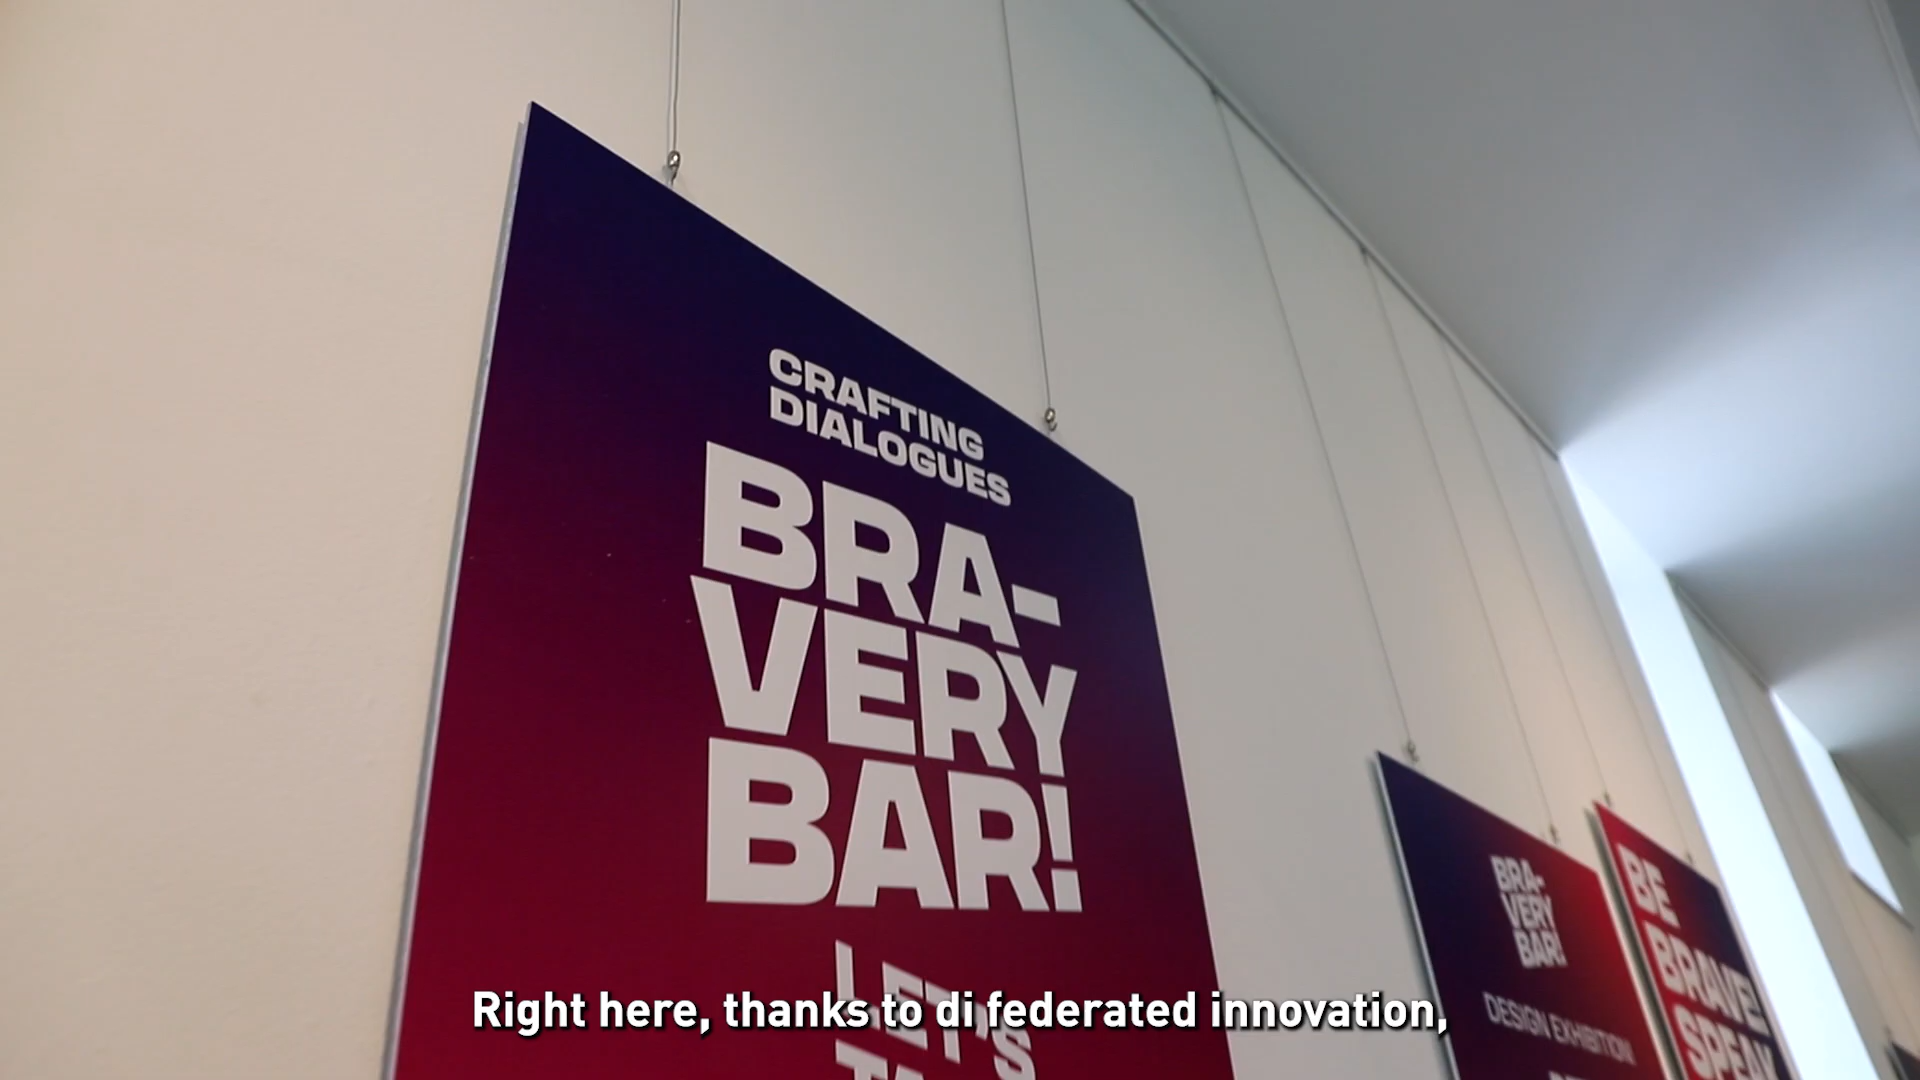 CRAFTING
DIALOGUES
BRA-
VERY
BAR!
LET'S
BRA-
VERY
BAR!
DESIGN EXHIBITION
BE
BRAVE!
SPEAK
Right here, thanks to di federated innovation,